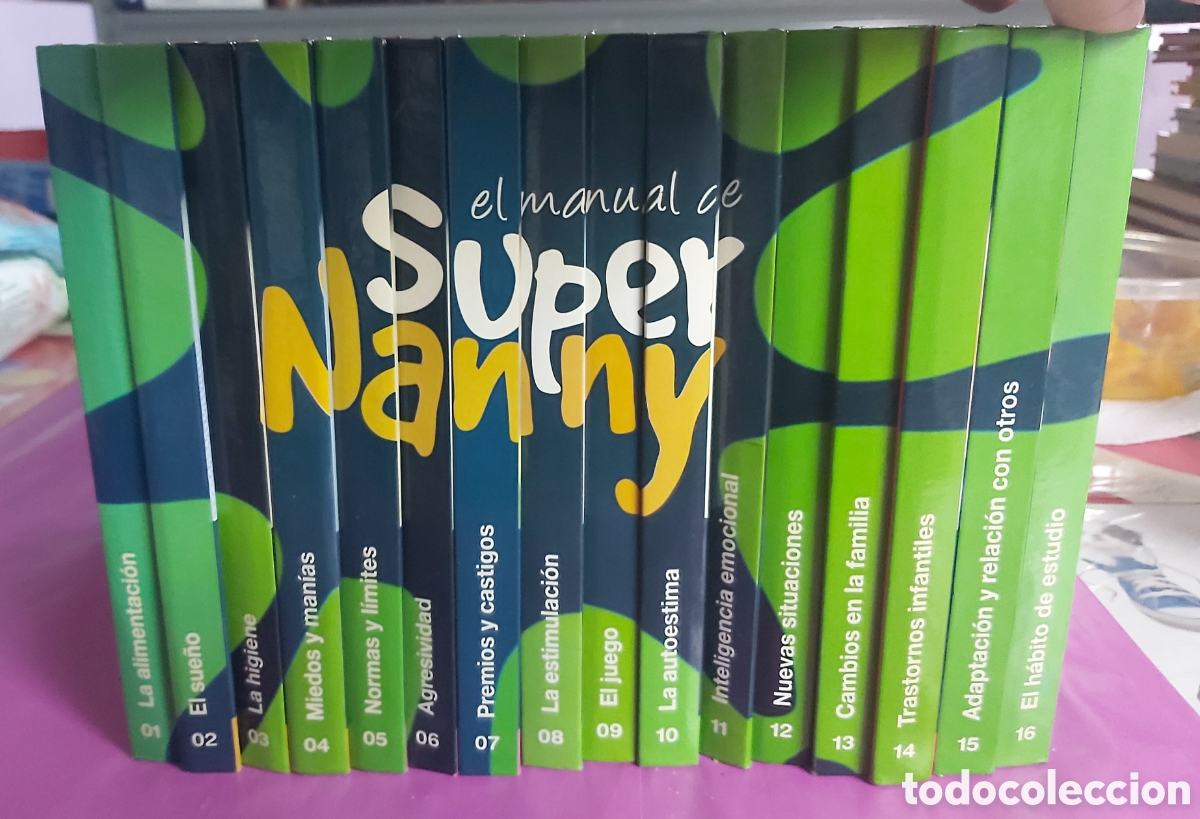 el manual de
Super
Nanny
01 La alimentación
02 El sueño
03 La higiene
04 Miedos y manías
05 Normas y límites
06 Agresividad
07 Premios y castigos
08 La estimulación
09 El juego
10 La autoestima
11 Inteligencia emocional
12 Nuevas situaciones
13 Cambios en la familia
14 Trastornos infantiles
15 Adaptación y relación con otros
16 El hábito de estudio
todocoleccion